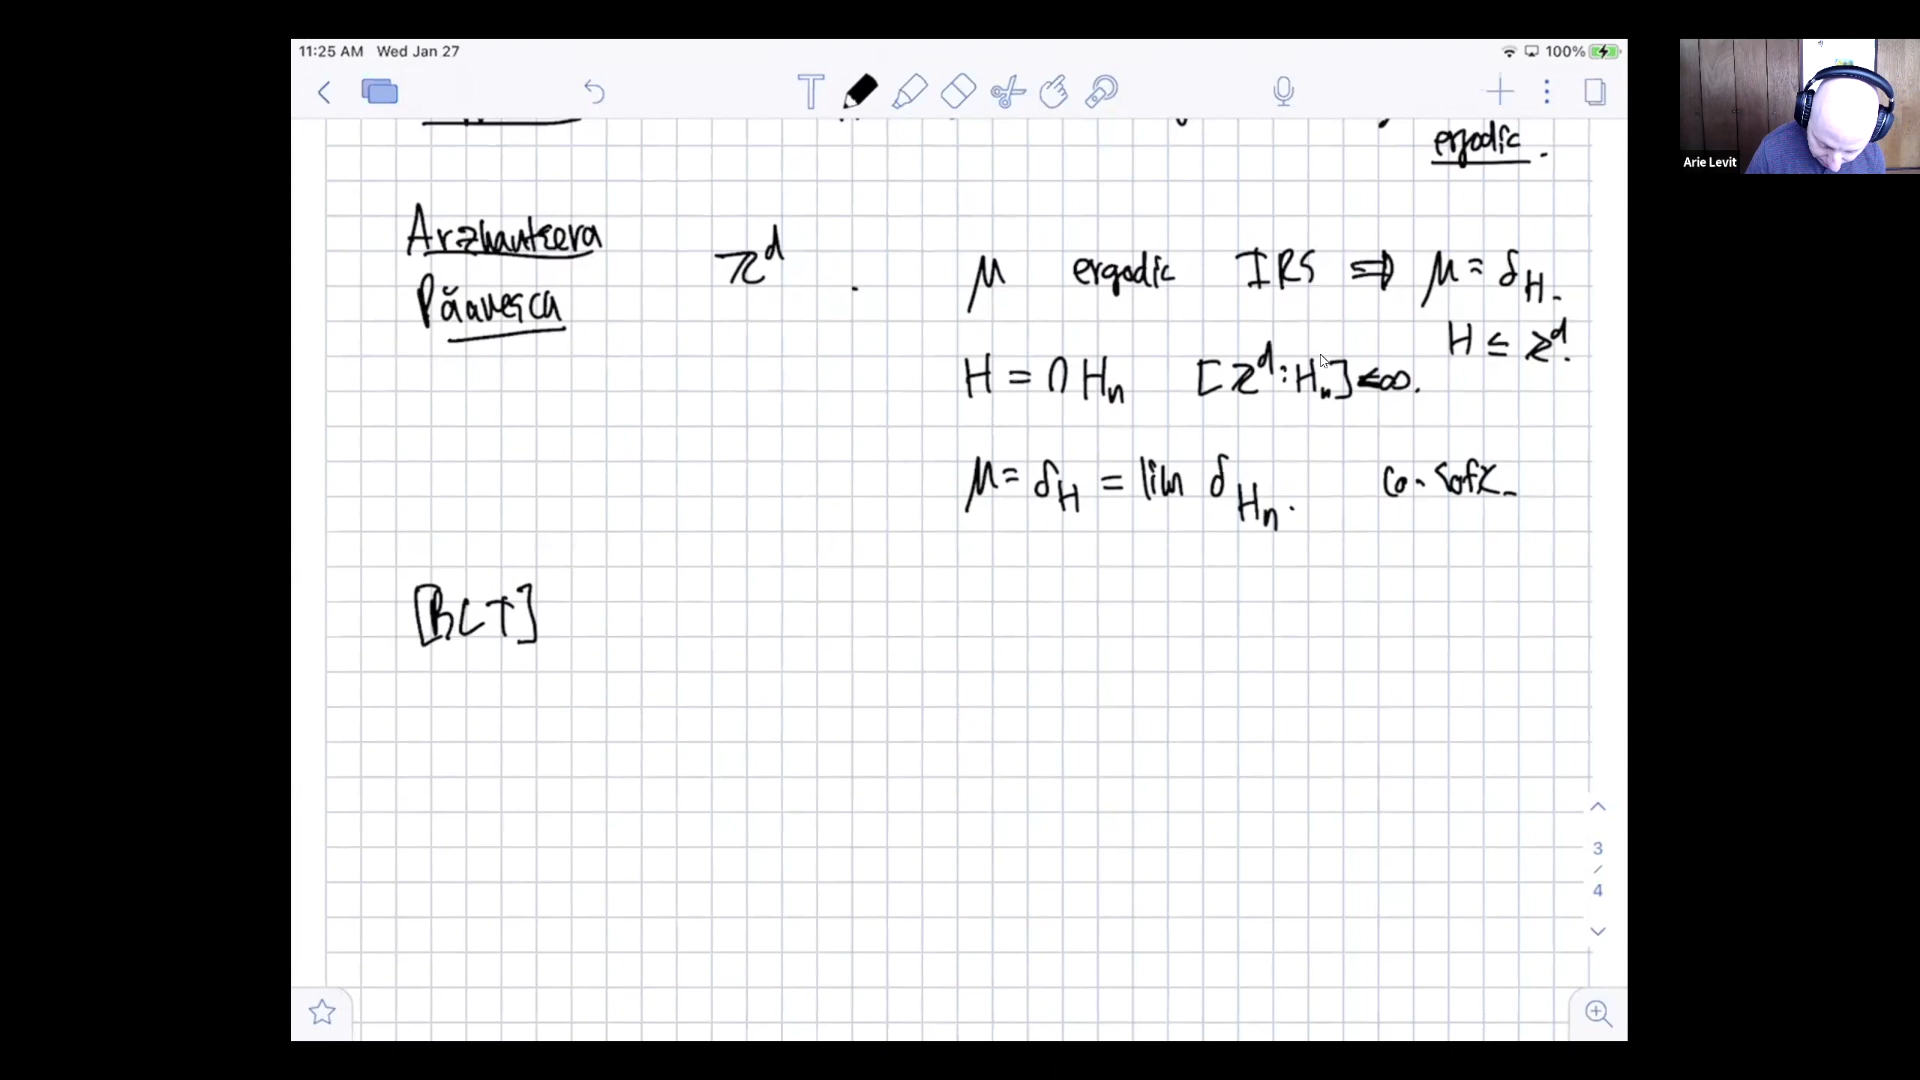 11:25 AM Wed Jan 27
100%
T
ergodic.
Arie Levit
Arzhantseva
Păunescu
ℤ^d .
μ ergodic IRS ⟹ μ = δ_H.
H ≤ ℤ^d.
H = ∩ H_n [ℤ^d : H_n] < ∞.
μ = δ_H = lim δ_{H_n}. co-sofic.
[BLT]
3
/
4